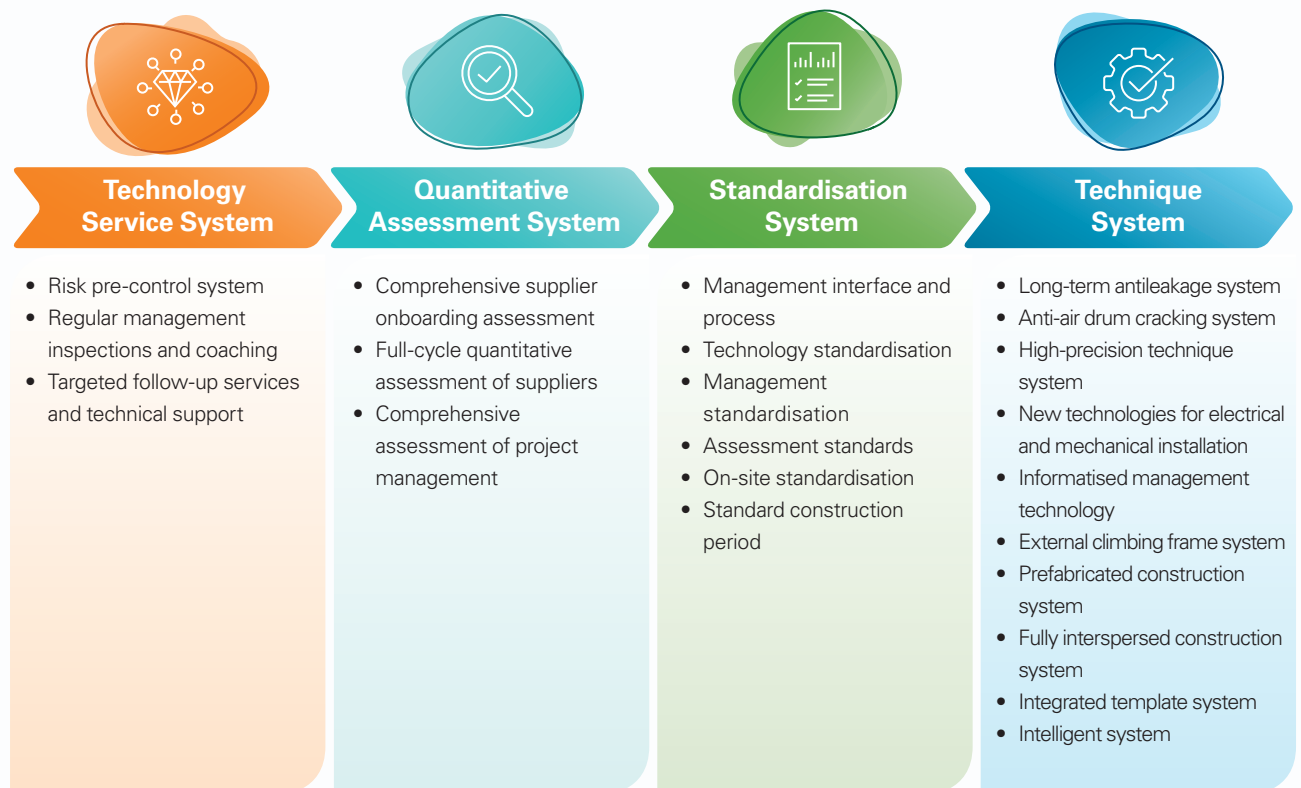 Technology
Service System
Quantitative
Assessment System
Standardisation
System
Technique
System
• Risk pre-control system
• Regular management
inspections and coaching
• Targeted follow-up services
and technical support
• Comprehensive supplier
onboarding assessment
• Full-cycle quantitative
assessment of suppliers
• Comprehensive
assessment of project
management
• Management interface and
process
• Technology standardisation
• Management
standardisation
• Assessment standards
• On-site standardisation
• Standard construction
period
• Long-term antileakage system
• Anti-air drum cracking system
• High-precision technique
system
• New technologies for electrical
and mechanical installation
• Informatised management
technology
• External climbing frame system
• Prefabricated construction
system
• Fully interspersed construction
system
• Integrated template system
• Intelligent system